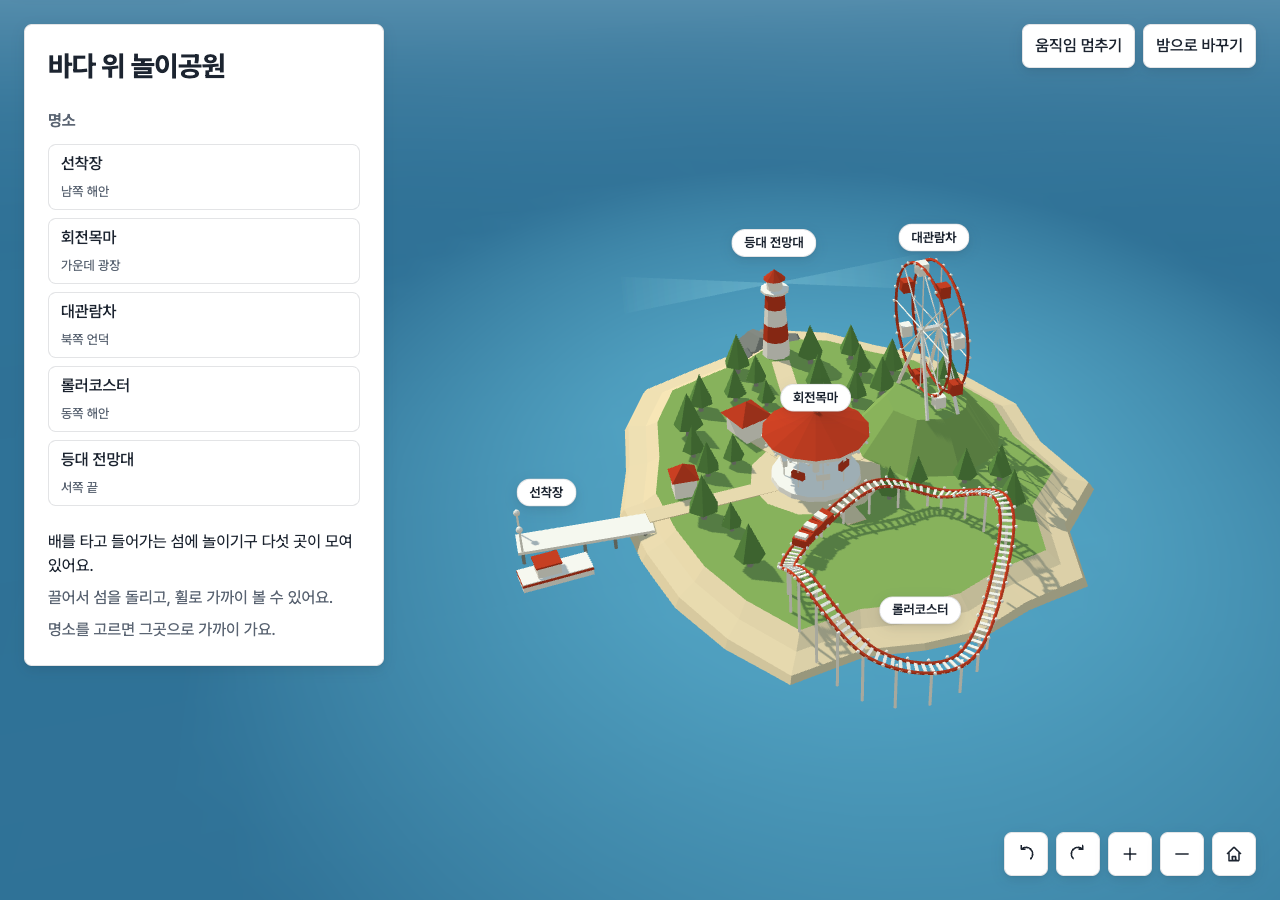 바다 위 놀이공원
명소
선착장
남쪽 해안
회전목마
가운데 광장
대관람차
북쪽 언덕
롤러코스터
동쪽 해안
등대 전망대
서쪽 끝
배를 타고 들어가는 섬에 놀이기구 다섯 곳이 모여
있어요.
끌어서 섬을 돌리고, 휠로 가까이 볼 수 있어요.
명소를 고르면 그곳으로 가까이 가요.
움직임 멈추기
밤으로 바꾸기
등대 전망대
대관람차
회전목마
선착장
롤러코스터